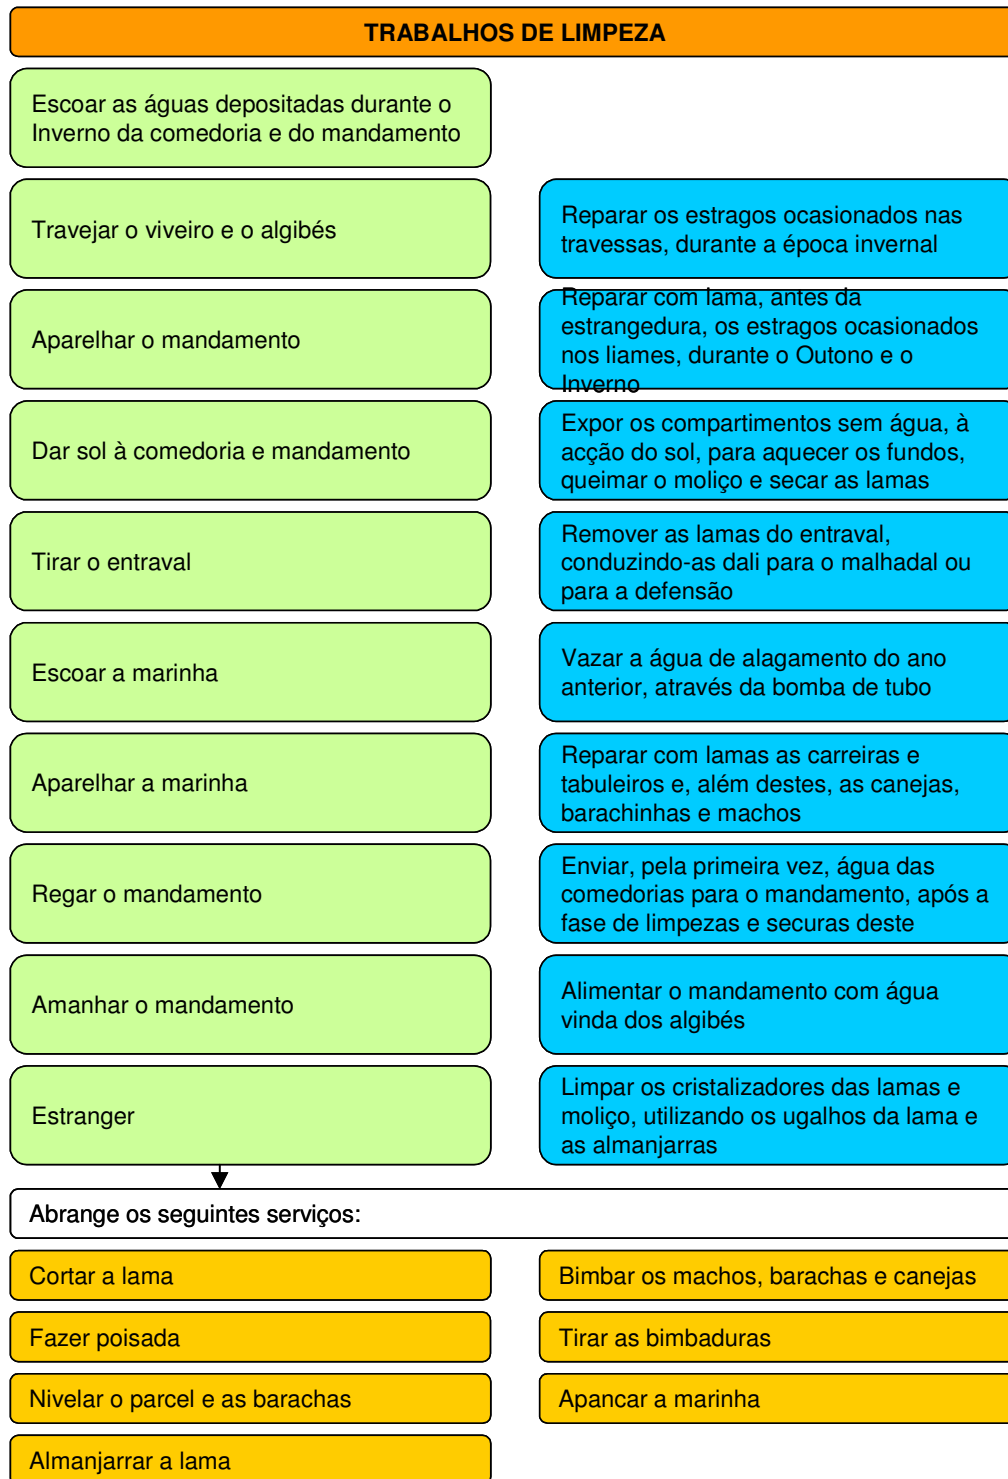 TRABALHOS DE LIMPEZA
Escoar as águas depositadas durante o
Inverno da comedoria e do mandamento
Travejar o viveiro e o algibés
Reparar os estragos ocasionados nas
travessas, durante a época invernal
Aparelhar o mandamento
Reparar com lama, antes da
estrangedura, os estragos ocasionados
nos liames, durante o Outono e o
Inverno
Dar sol à comedoria e mandamento
Expor os compartimentos sem água, à
acção do sol, para aquecer os fundos,
queimar o moliço e secar as lamas
Tirar o entraval
Remover as lamas do entraval,
conduzindo-as dali para o malhadal ou
para a defensão
Escoar a marinha
Vazar a água de alagamento do ano
anterior, através da bomba de tubo
Aparelhar a marinha
Reparar com lamas as carreiras e
tabuleiros e, além destes, as canejas,
barachinhas e machos
Regar o mandamento
Enviar, pela primeira vez, água das
comedorias para o mandamento, após a
fase de limpezas e securas deste
Amanhar o mandamento
Alimentar o mandamento com água
vinda dos algibés
Estranger
Limpar os cristalizadores das lamas e
moliço, utilizando os ugalhos da lama e
as almanjarras
Abrange os seguintes serviços:
Cortar a lama
Bimbar os machos, barachas e canejas
Fazer poisada
Tirar as bimbaduras
Nivelar o parcel e as barachas
Apancar a marinha
Almanjarrar a lama